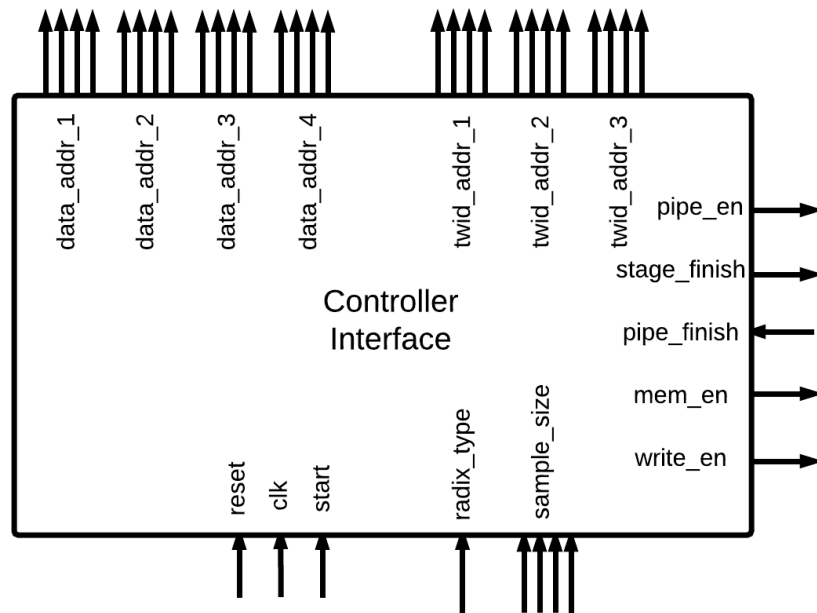 data_addr_1
data_addr_2
data_addr_3
data_addr_4
twid_addr_1
twid_addr_2
twid_addr_3
pipe_en
stage_finish
Controller
Interface
pipe_finish
mem_en
write_en
reset
clk
start
radix_type
sample_size